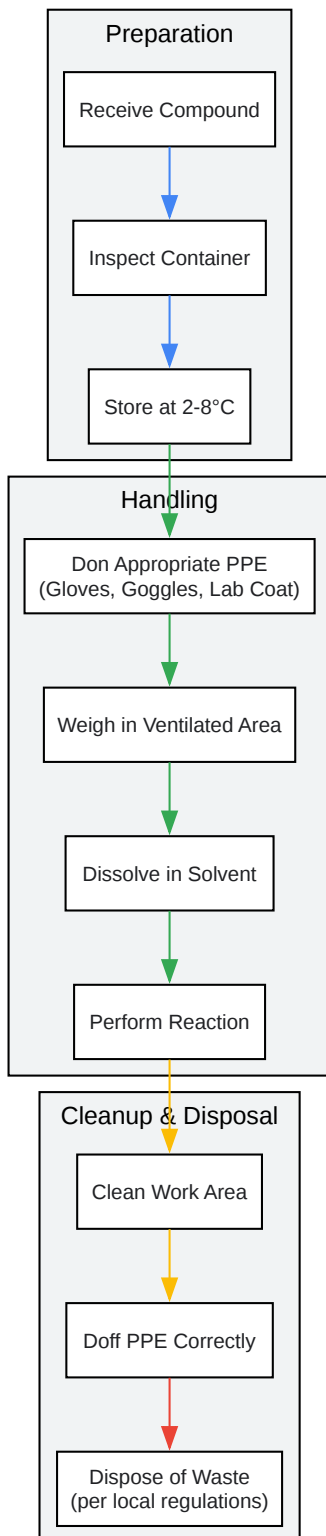 Preparation
Receive Compound
Inspect Container
Store at 2-8°C
Handling
Don Appropriate PPE
(Gloves, Goggles, Lab Coat)
Weigh in Ventilated Area
Dissolve in Solvent
Perform Reaction
Cleanup & Disposal
Clean Work Area
Doff PPE Correctly
Dispose of Waste
(per local regulations)